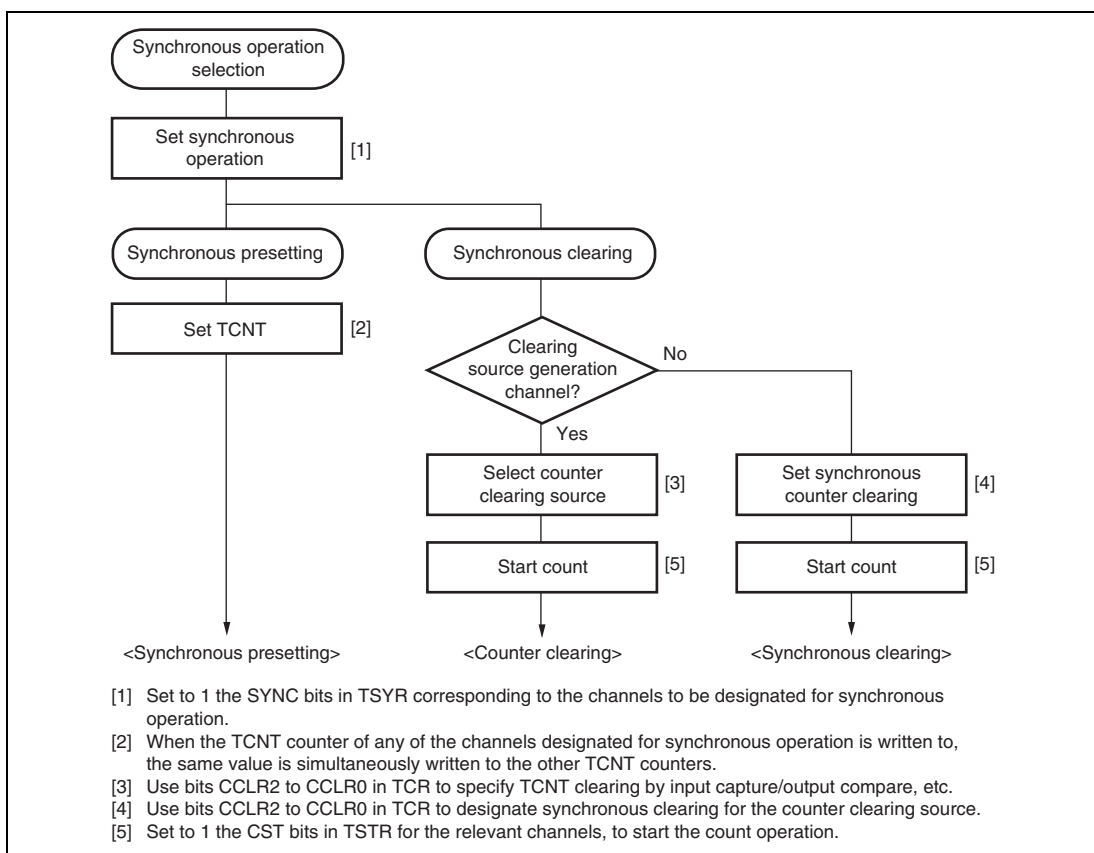 Synchronous operation
selection
Set synchronous
operation
[1]
Synchronous presetting
Synchronous clearing
Set TCNT
[2]
Clearing
source generation
channel?
No
Yes
Select counter
clearing source
[3]
Set synchronous
counter clearing
[4]
Start count
[5]
Start count
[5]
<Synchronous presetting>
<Counter clearing>
<Synchronous clearing>
[1] Set to 1 the SYNC bits in TSYR corresponding to the channels to be designated for synchronous
operation.
[2] When the TCNT counter of any of the channels designated for synchronous operation is written to,
the same value is simultaneously written to the other TCNT counters.
[3] Use bits CCLR2 to CCLR0 in TCR to specify TCNT clearing by input capture/output compare, etc.
[4] Use bits CCLR2 to CCLR0 in TCR to designate synchronous clearing for the counter clearing source.
[5] Set to 1 the CST bits in TSTR for the relevant channels, to start the count operation.